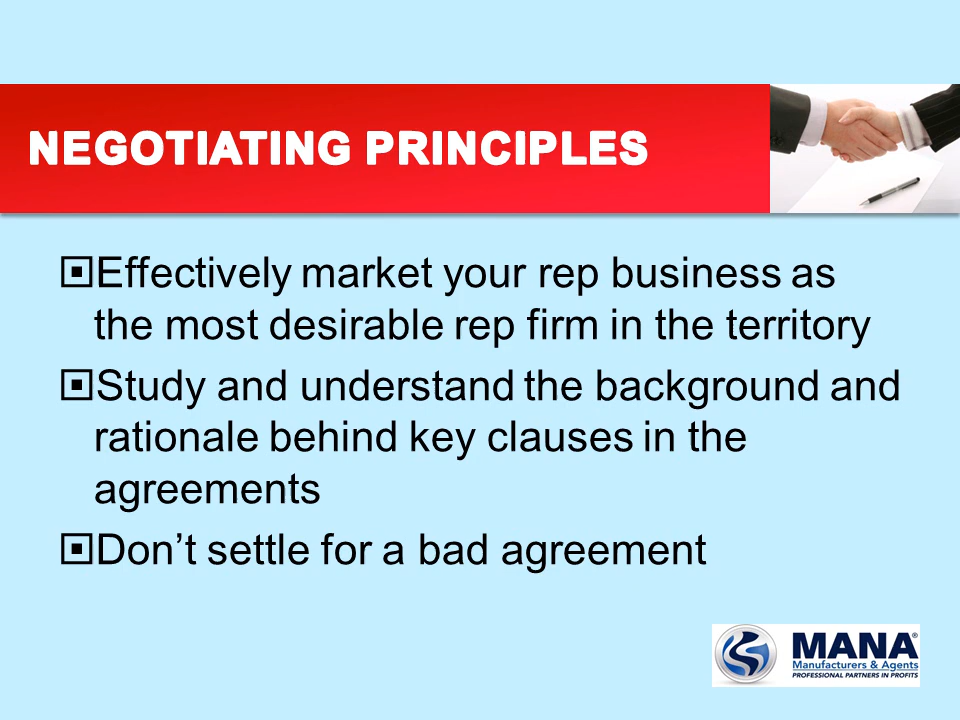 NEGOTIATING PRINCIPLES
Effectively market your rep business as
the most desirable rep firm in the territory
Study and understand the background and
rationale behind key clauses in the
agreements
Don’t settle for a bad agreement
MANA®
Manufacturers & Agents
PROFESSIONAL PARTNERS IN PROFITS